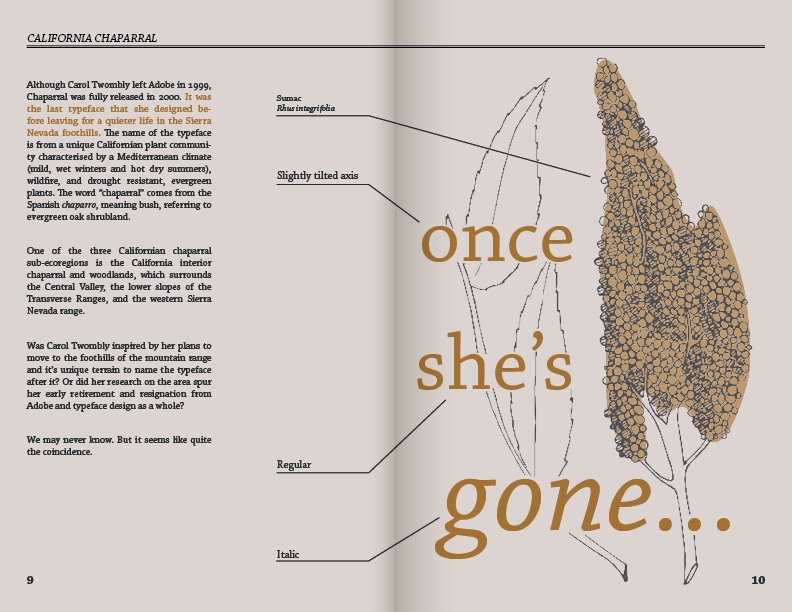 CALIFORNIA CHAPARRAL
Although Carol Twombly left Adobe in 1999,
Chaparral was fully released in 2000. It was
the last typeface that she designed be-
fore leaving for a quieter life in the Sierra
Nevada foothills. The name of the typeface
is from a unique Californian plant communi-
ty characterised by a Mediterranean climate
(mild, wet winters and hot dry summers),
wildfire, and drought resistant, evergreen
plants. The word "chaparral" comes from the
Spanish chaparro, meaning bush, referring to
evergreen oak shrubland.
One of the three Californian chaparral
sub-ecoregions is the California interior
chaparral and woodlands, which surrounds
the Central Valley, the lower slopes of the
Transverse Ranges, and the western Sierra
Nevada range.
Was Carol Twombly inspired by her plans to
move to the foothills of the mountain range
and it's unique terrain to name the typeface
after it? Or did her research on the area spur
her early retirement and resignation from
Adobe and typeface design as a whole?
We may never know. But it seems like quite
the coincidence.
Sumac
Rhus integrifolia
Slightly tilted axis
once
she's
Regular
gone...
Italic
9
10